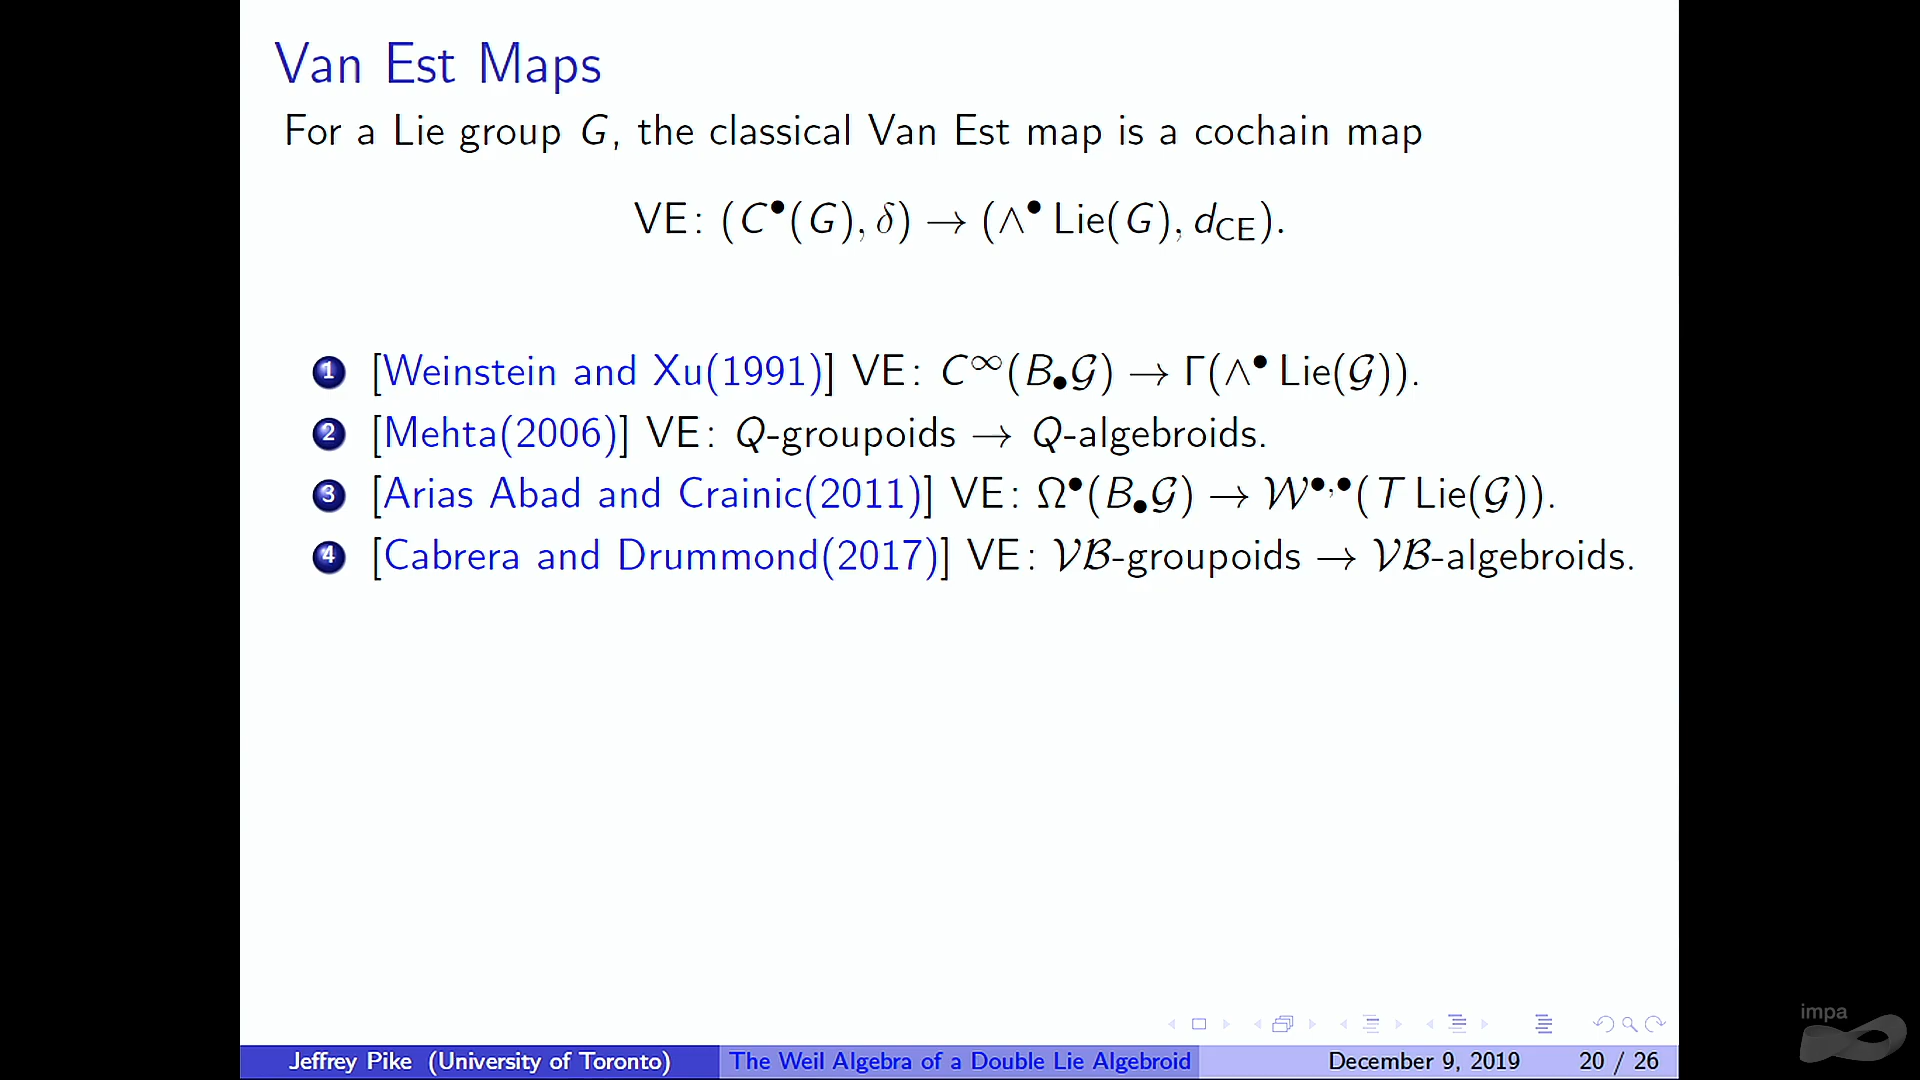 Van Est Maps
For a Lie group G, the classical Van Est map is a cochain map
VE: (C•(G), δ) → (∧• Lie(G), d_CE).
1 [Weinstein and Xu(1991)] VE: C^∞(B_•𝒢) → Γ(∧• Lie(𝒢)).
2 [Mehta(2006)] VE: Q-groupoids → Q-algebroids.
3 [Arias Abad and Crainic(2011)] VE: Ω•(B_•𝒢) → 𝒲•,•(T Lie(𝒢)).
4 [Cabrera and Drummond(2017)] VE: 𝒱ℬ-groupoids → 𝒱ℬ-algebroids.
impa
Jeffrey Pike (University of Toronto) The Weil Algebra of a Double Lie Algebroid December 9, 2019 20 / 26